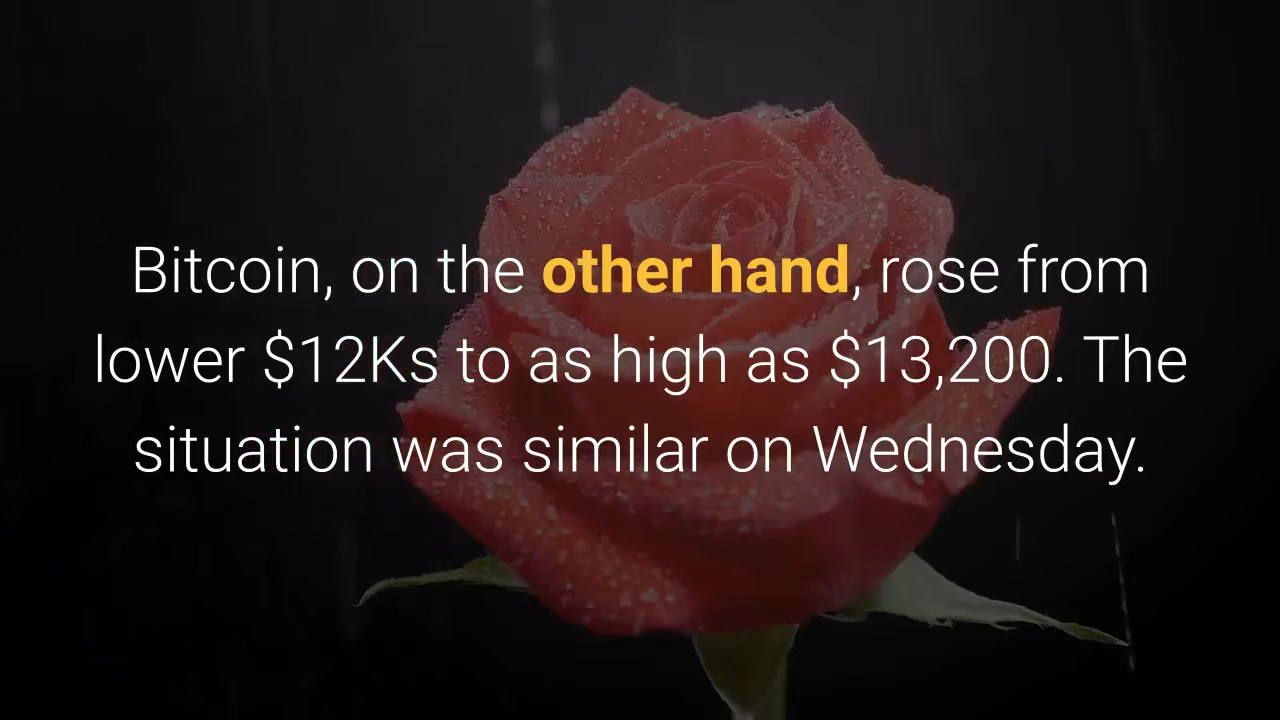 Bitcoin, on the other hand, rose from
lower $12Ks to as high as $13,200. The
situation was similar on Wednesday.